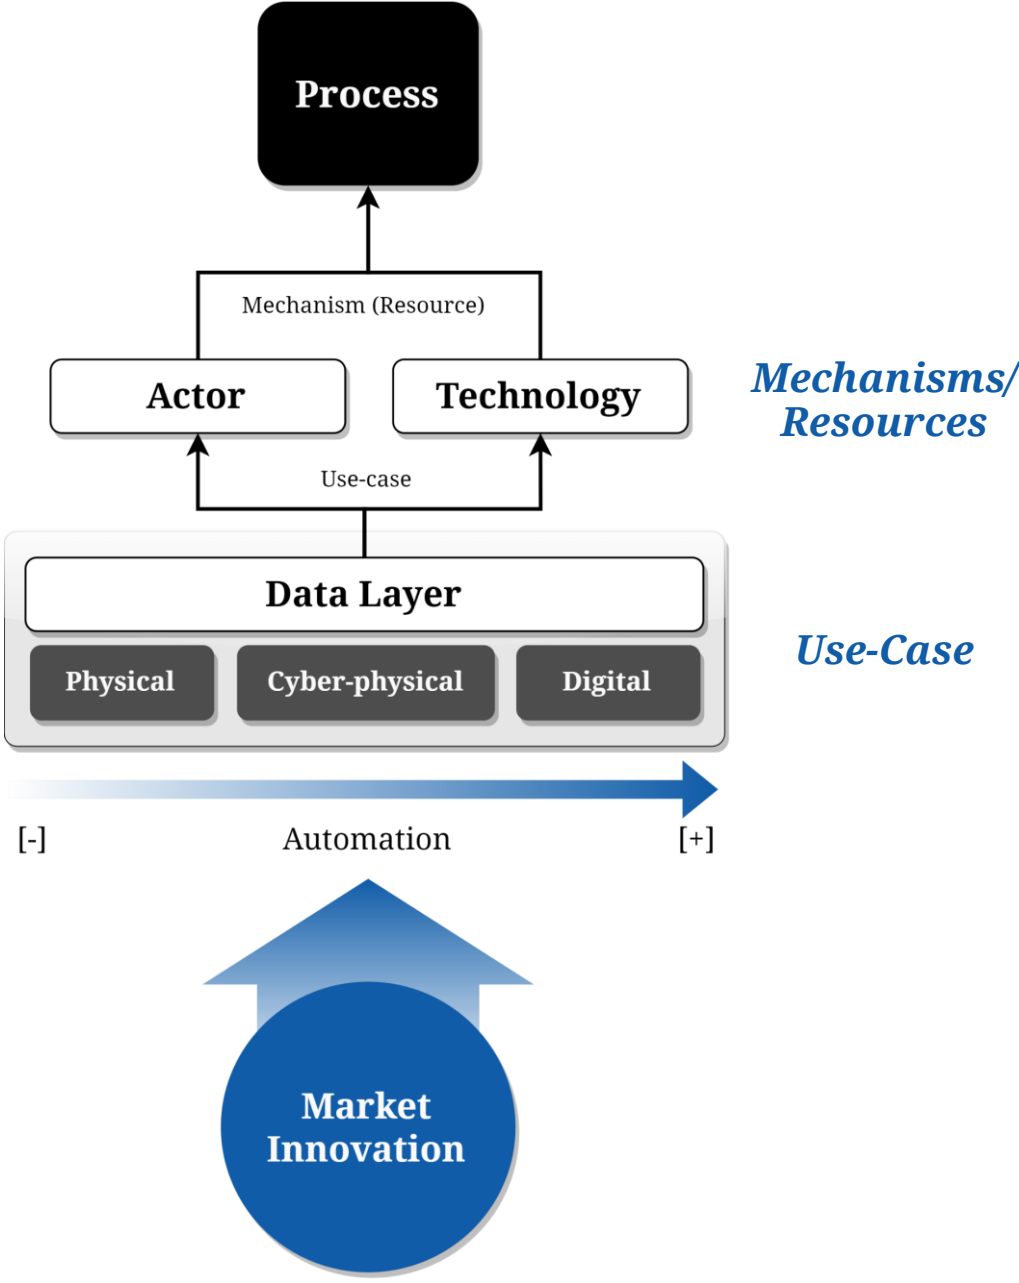 Process
Mechanism (Resource)
Actor
Technology
Mechanisms/
Resources
Use-case
Data Layer
Use-Case
Physical
Cyber-physical
Digital
[-]
Automation
[+]
Market
Innovation